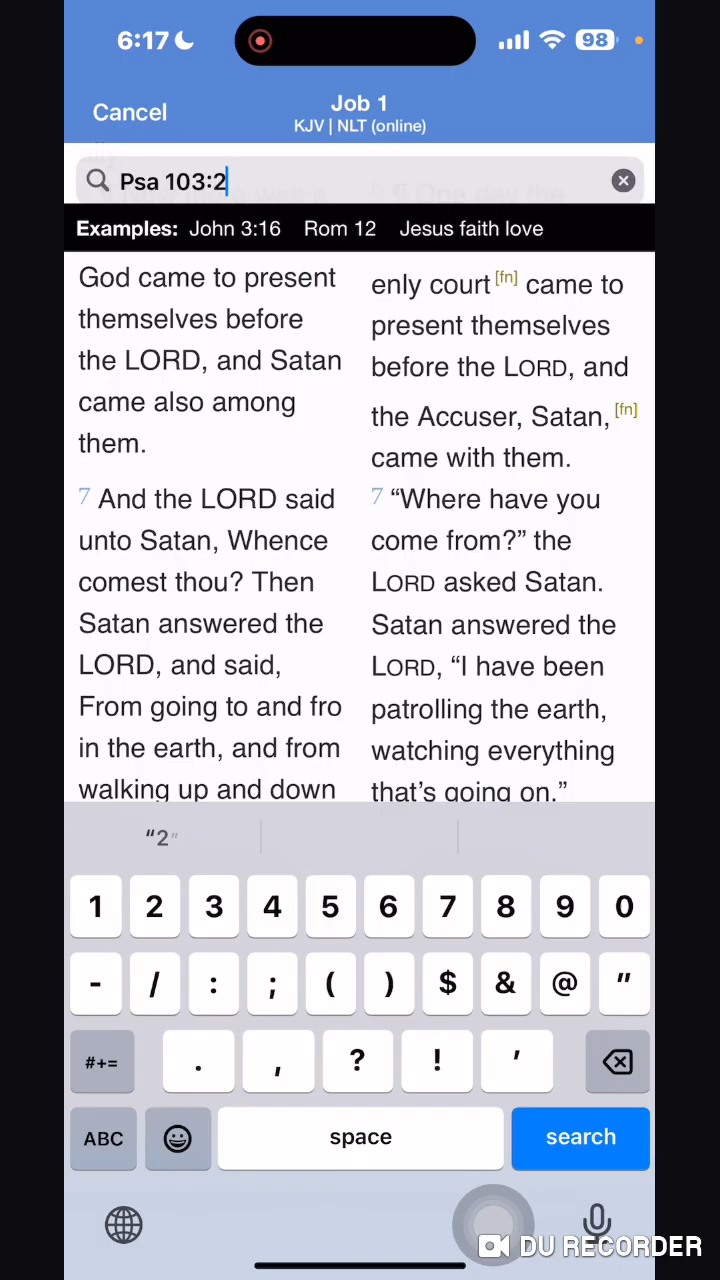 6:17
98
Cancel
Job 1
KJV | NLT (online)
Psa 103:2
Examples: John 3:16 Rom 12 Jesus faith love
God came to present
themselves before
the LORD, and Satan
came also among
them.
7 And the LORD said
unto Satan, Whence
comest thou? Then
Satan answered the
LORD, and said,
From going to and fro
in the earth, and from
walking up and down
enly court [fn] came to
present themselves
before the LORD, and
the Accuser, Satan, [fn]
came with them.
7 “Where have you
come from?” the
LORD asked Satan.
Satan answered the
LORD, “I have been
patrolling the earth,
watching everything
that’s going on.”
“2”
1 2 3 4 5 6 7 8 9 0
- / : ; ( ) $ & @ "
#+= . , ? ! ’
ABC space search
DU RECORDER